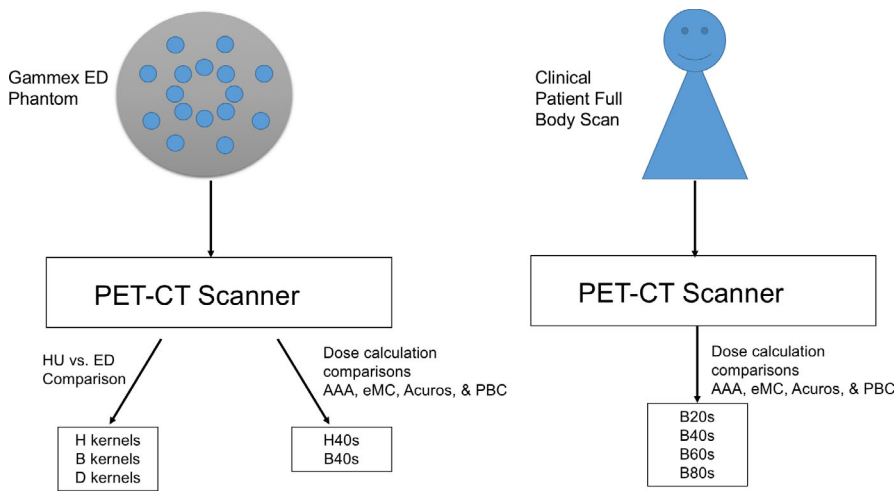 Gammex ED
Phantom
Clinical
Patient Full
Body Scan
PET-CT Scanner
PET-CT Scanner
HU vs. ED
Comparison
Dose calculation
comparisons
AAA, eMC, Acuros, & PBC
Dose calculation
comparisons
AAA, eMC, Acuros, & PBC
H kernels
B kernels
D kernels
H40s
B40s
B20s
B40s
B60s
B80s